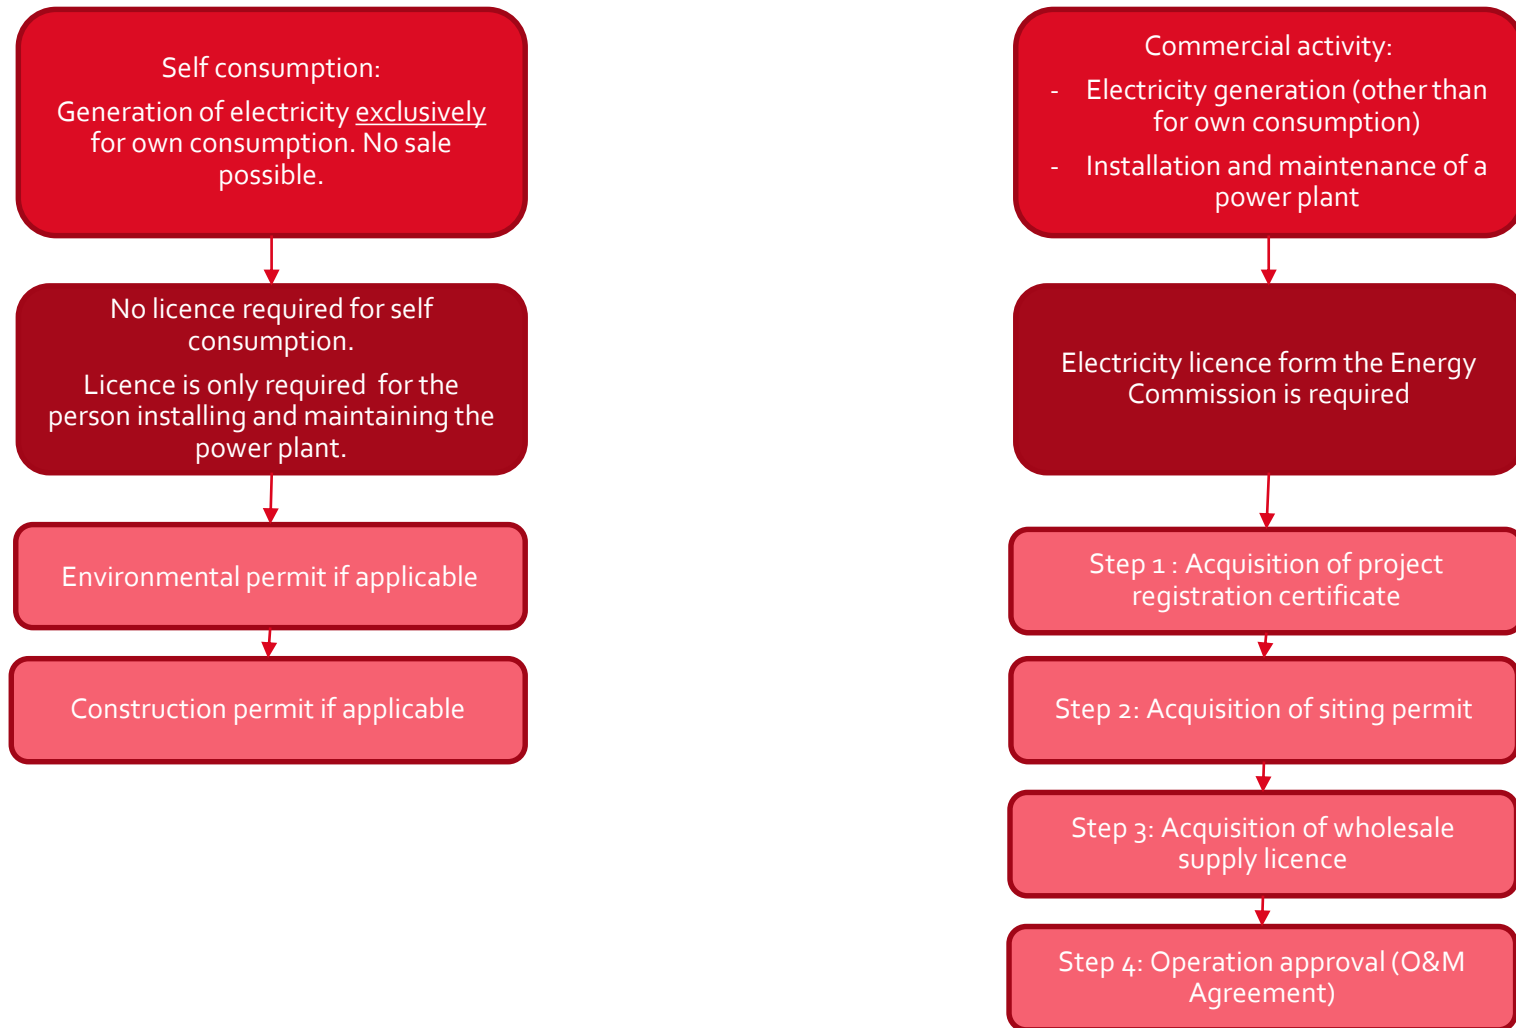 Self consumption:
Generation of electricity exclusively
for own consumption. No sale
possible.
No licence required for self
consumption.
Licence is only required for the
person installing and maintaining the
power plant.
Environmental permit if applicable
Construction permit if applicable
Commercial activity:
- Electricity generation (other than
for own consumption)
- Installation and maintenance of a
power plant
Electricity licence form the Energy
Commission is required
Step 1 : Acquisition of project
registration certificate
Step 2: Acquisition of siting permit
Step 3: Acquisition of wholesale
supply licence
Step 4: Operation approval (O&M
Agreement)